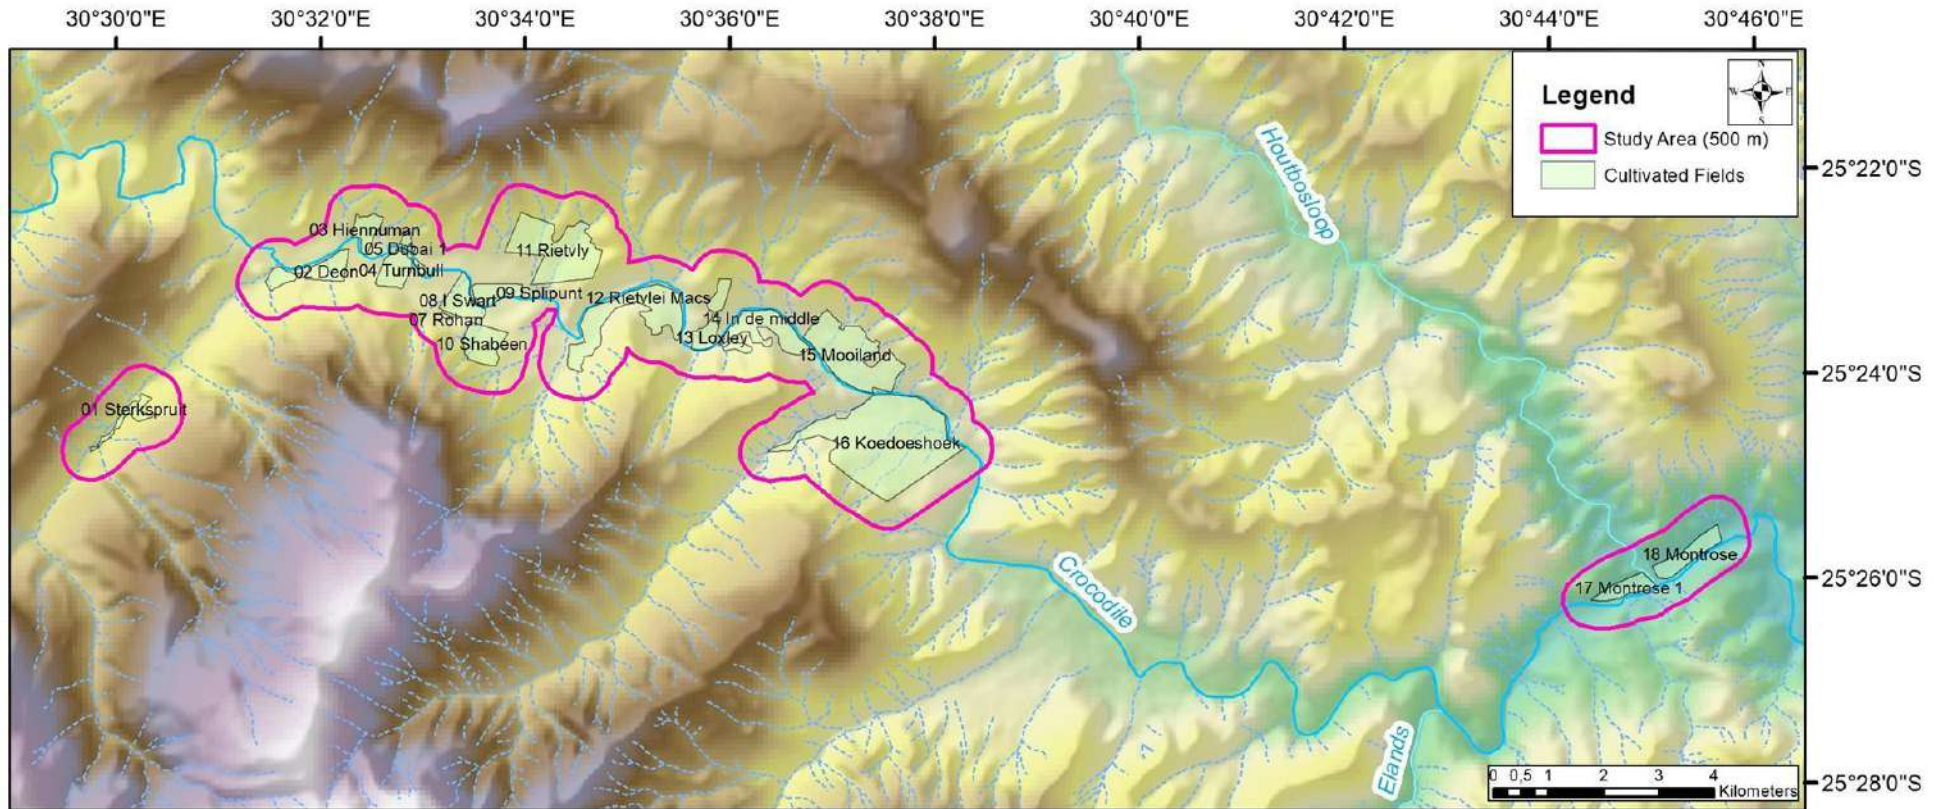 30°30'0"E 30°32'0"E 30°34'0"E 30°36'0"E 30°38'0"E 30°40'0"E 30°42'0"E 30°44'0"E 30°46'0"E
Legend
N
W E
S
Study Area (500 m)
Cultivated Fields
25°22'0"S
25°24'0"S
25°26'0"S
25°28'0"S
Houtbosloop
03 Hiennuman
05 Dubai 1
11 Rietvly
02 Deon
04 Turnbull
08 I Swart
09 Splipunt
12 Rietvlei Macs
07 Rohan
14 In de middle
10 Shabeen
13 Loxley
15 Mooiland
01 Sterkspruit
16 Koedoeshoek
18 Montrose
17 Montrose 1
Crocodile
Elands
0 0,5 1 2 3 4
Kilometers